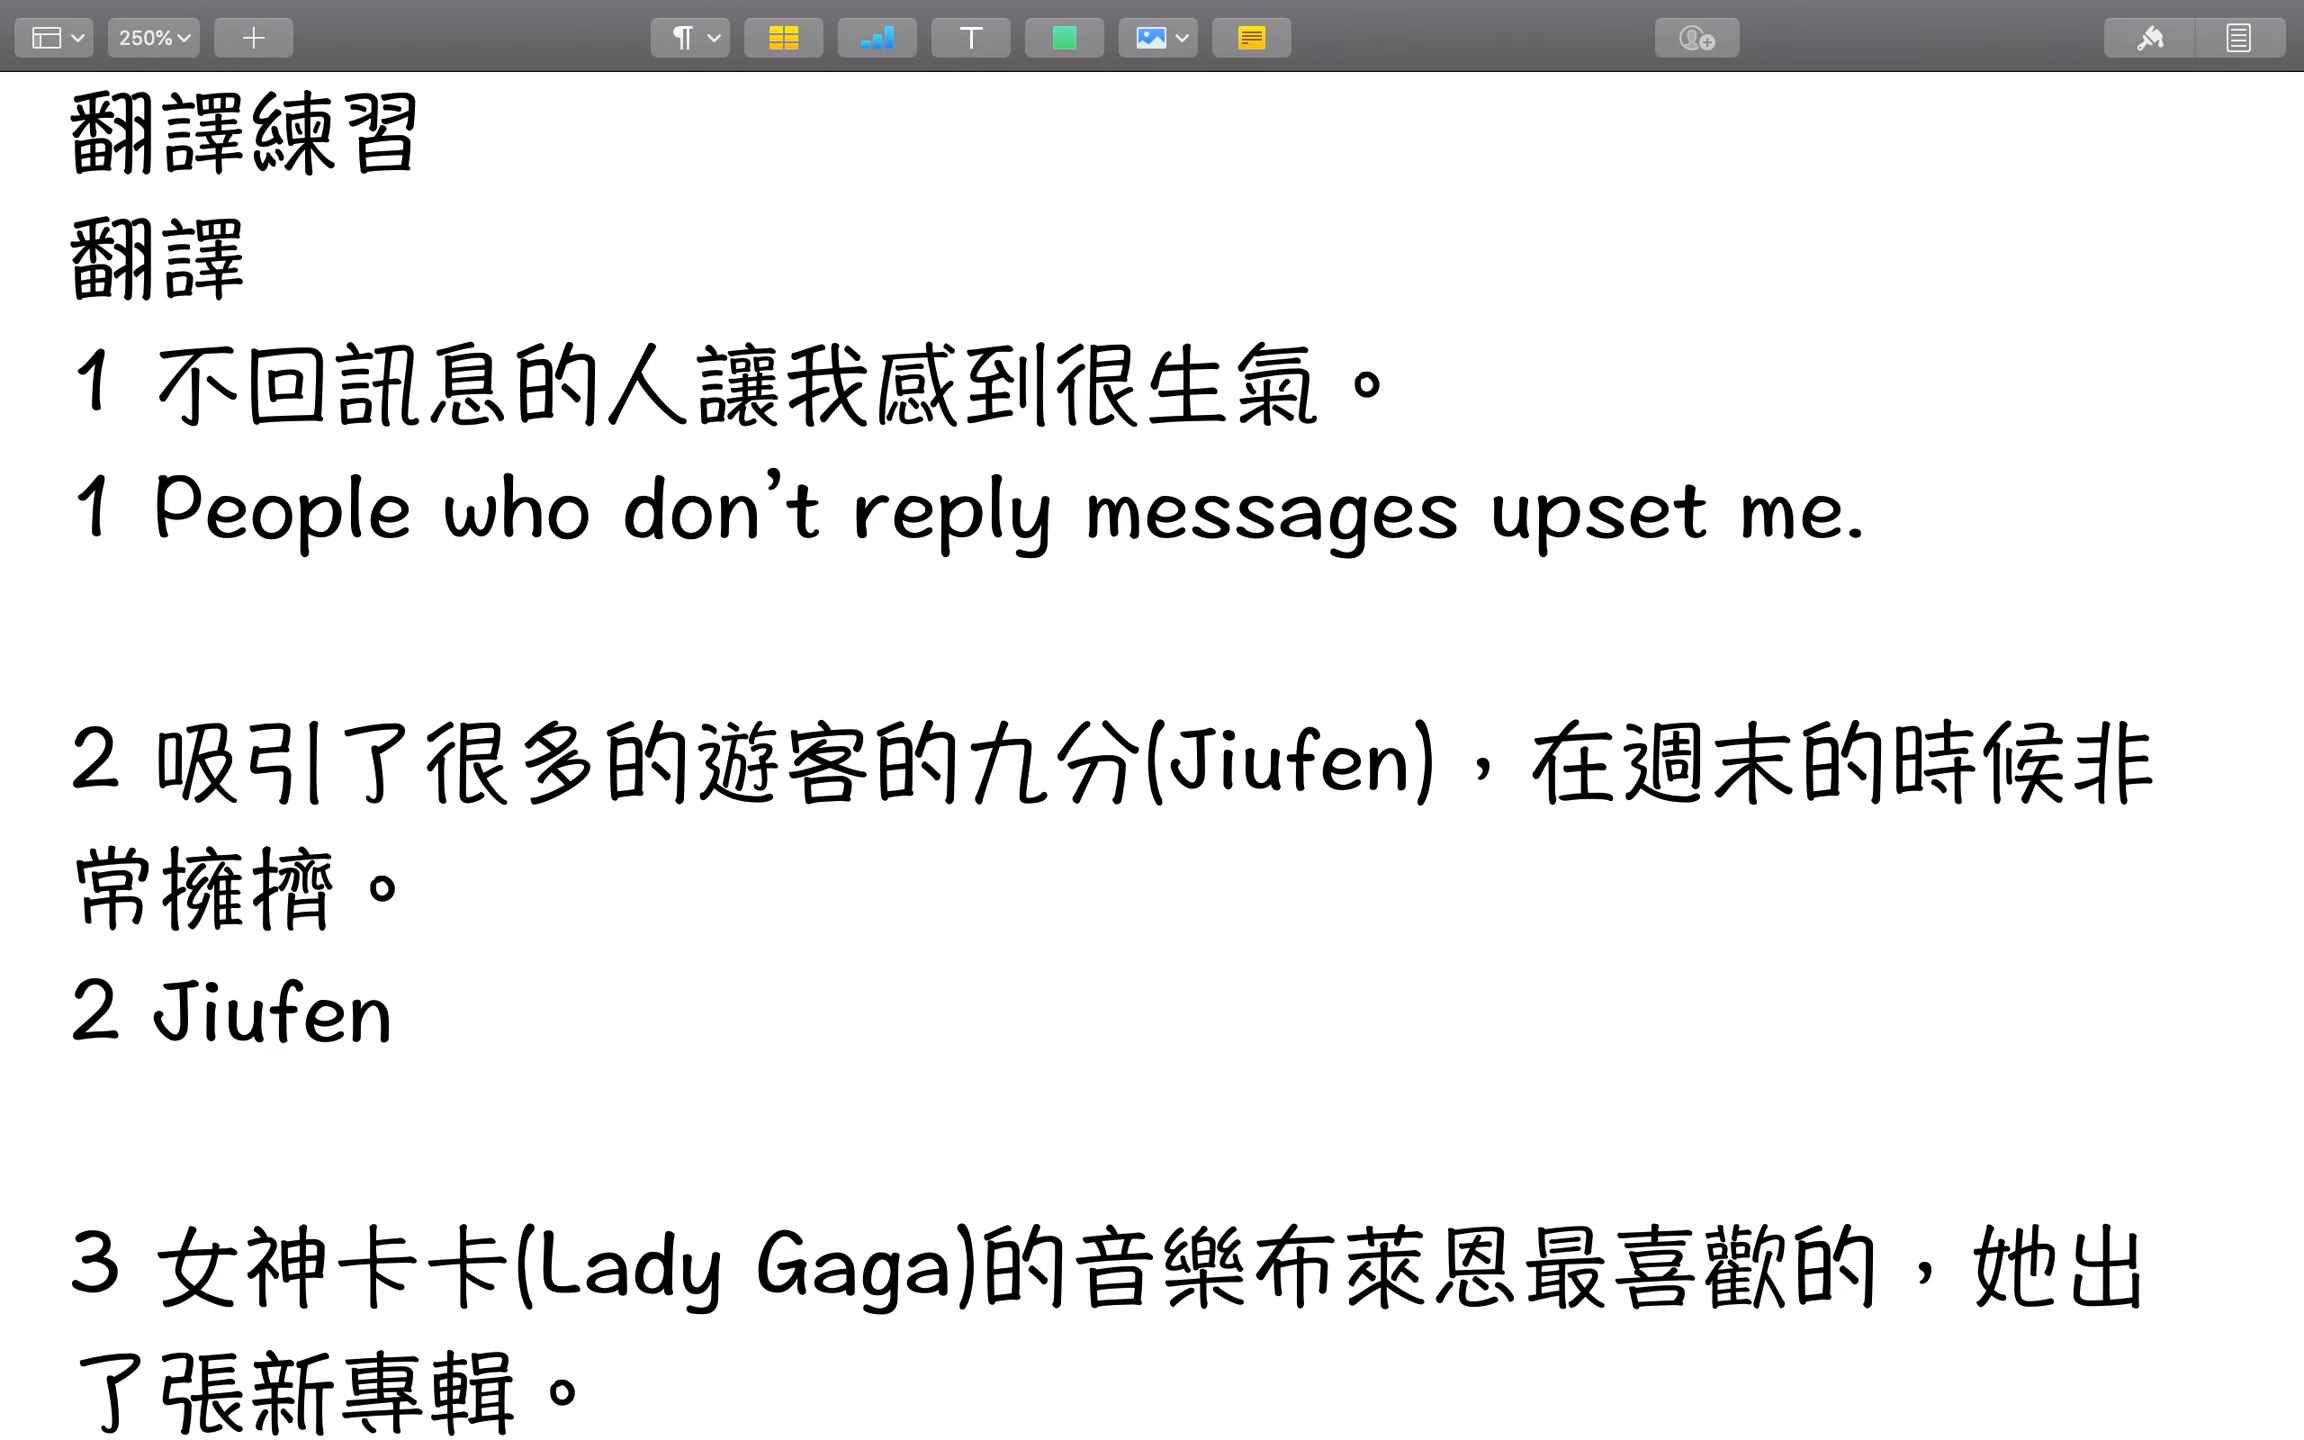 250%
翻譯練習
翻譯
1 不回訊息的人讓我感到很生氣。
1 People who don’t reply messages upset me.
2 吸引了很多的遊客的九分(Jiufen)，在週末的時候非
常擁擠。
2 Jiufen
3 女神卡卡(Lady Gaga)的音樂布萊恩最喜歡的，她出
了張新專輯。